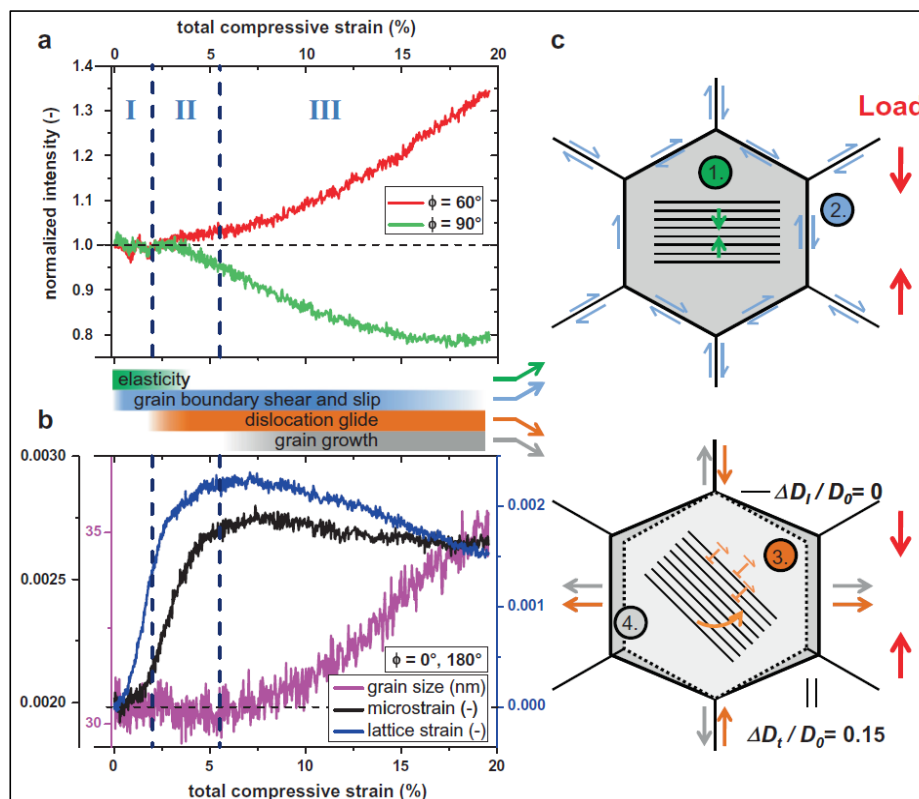 total compressive strain (%)
a
0 5 10 15 20
1.4
1.3
1.2
1.1
1.0
0.9
0.8
normalized intensity (-)
I II III
ϕ = 60°
ϕ = 90°
elasticity
grain boundary shear and slip
dislocation glide
grain growth
b
0.0030
0.0025
0.0020
35
30
0.002
0.001
0.000
ϕ = 0°, 180°
grain size (nm)
microstrain (-)
lattice strain (-)
0 5 10 15 20
total compressive strain (%)
c
Load
1.
2.
ΔD_l / D_0 = 0
3.
4.
ΔD_t / D_0 = 0.15